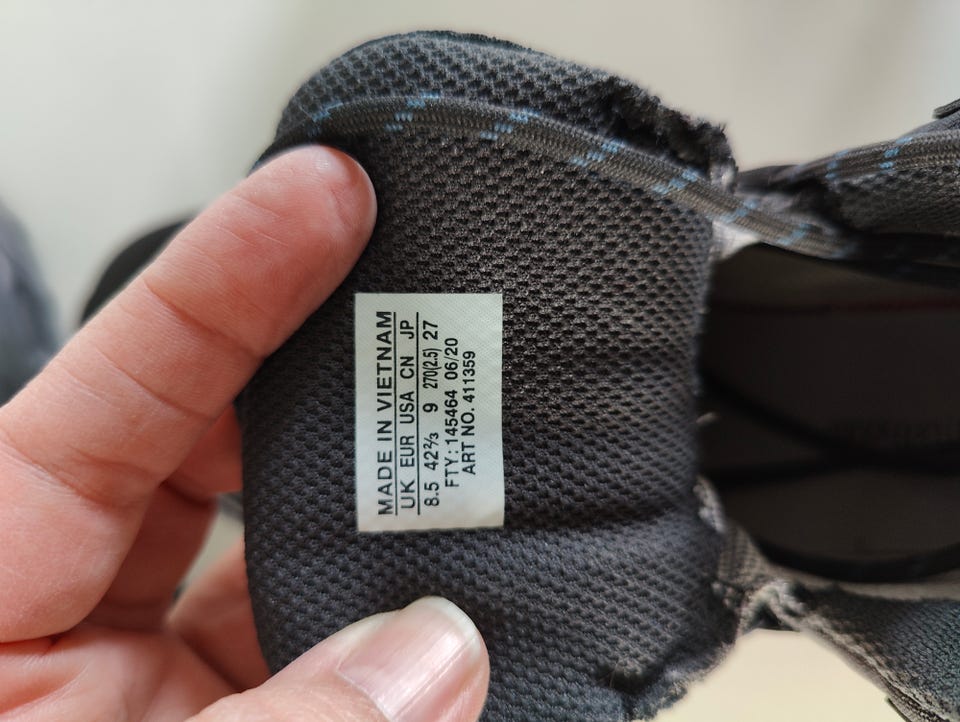 MADE IN VIETNAM
UK EUR USA CN JP
8.5 42⅔ 9 270(2.5) 27
FTY: 145464 06/20
ART NO. 411359